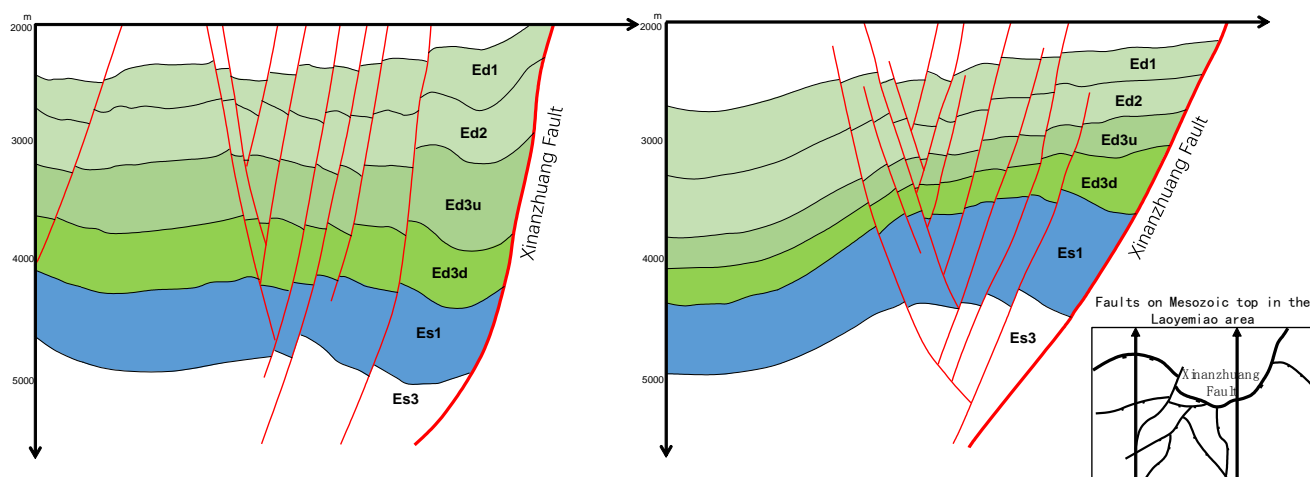 m
2000
3000
4000
5000
Ed1
Ed2
Ed3u
Ed3d
Es1
Es3
Xinanzhuang Fault
m
2000
3000
4000
5000
Ed1
Ed2
Ed3u
Ed3d
Es1
Es3
Xinanzhuang Fault
Faults on Mesozoic top in the
Laoyemiao area
Xinanzhuang
Fault